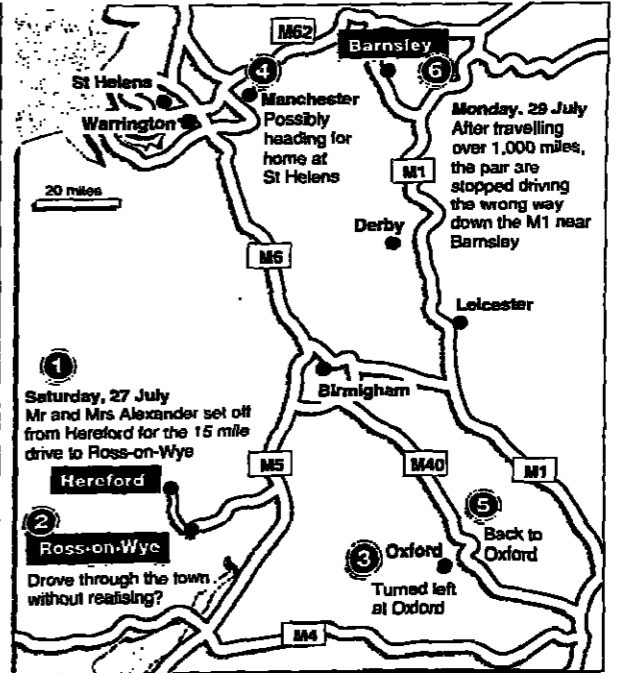 M62
Barnsley
St Helens
4
6
Manchester
Possibly
heading for
home at
St Helens
Warrington
Monday, 29 July
After travelling
over 1,000 miles,
the pair are
stopped driving
the wrong way
down the M1 near
Barnsley
20 miles
M1
Derby
M6
Leicester
1
Saturday, 27 July
Mr and Mrs Alexander set off
from Hereford for the 15 mile
drive to Ross-on-Wye
Birmigham
Hereford
M5
M40
M1
2
Ross-on-Wye
Drove through the town
without realising?
5
Back to
Oxford
3
Oxford
Turned left
at Oxford
M4